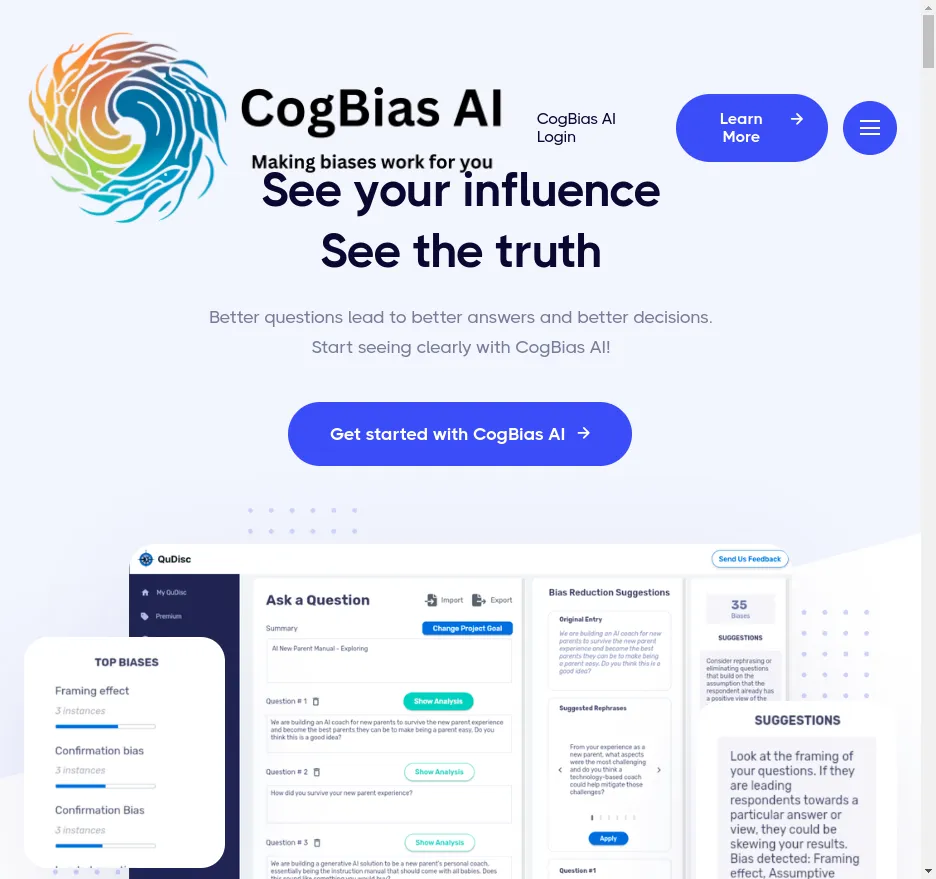 CogBias AI
Making biases work for you
CogBias AI
Login
Learn
More
See your influence
See the truth
Better questions lead to better answers and better decisions.
Start seeing clearly with CogBias AI!
Get started with CogBias AI
QuDisc
Send Us Feedback
My QuDisc
Premium
Ask a Question
Import
Export
Summary
Change Project Goal
AI New Parent Manual - Exploring
Question # 1
Show Analysis
We are building an AI coach for new parents to survive the new parent experience
and become the best parents they can be to making being a parent easy. Do you
think this is a good idea?
Question # 2
Show Analysis
How did you survive your new parent experience?
Question # 3
Show Analysis
We are building a generative AI solution to be a new parent's personal coach,
essentially being the instruction manual that should come with all babies. Does
Bias Reduction Suggestions
Original Entry
We are building an AI coach for new
parents to survive the new parent
experience and become the best
parents they can be to making being
a parent easy. Do you think this is a
good idea?
Suggested Rephrases
From your experience as a
new parent, what aspects
were the most challenging
and do you think a
technology-based coach
could help mitigate those
challenges?
Apply
Question #1
35
Biases
SUGGESTIONS
Consider rephrasing or
eliminating questions
that build on the
assumption that the
respondent already has
a positive view of the
TOP BIASES
Framing effect
3 instances
Confirmation bias
3 instances
Confirmation Bias
3 instances
SUGGESTIONS
Look at the framing of
your questions. If they
are leading
respondents towards a
particular answer or
view, they could be
skewing your results.
Bias detected: Framing
effect, Assumptive